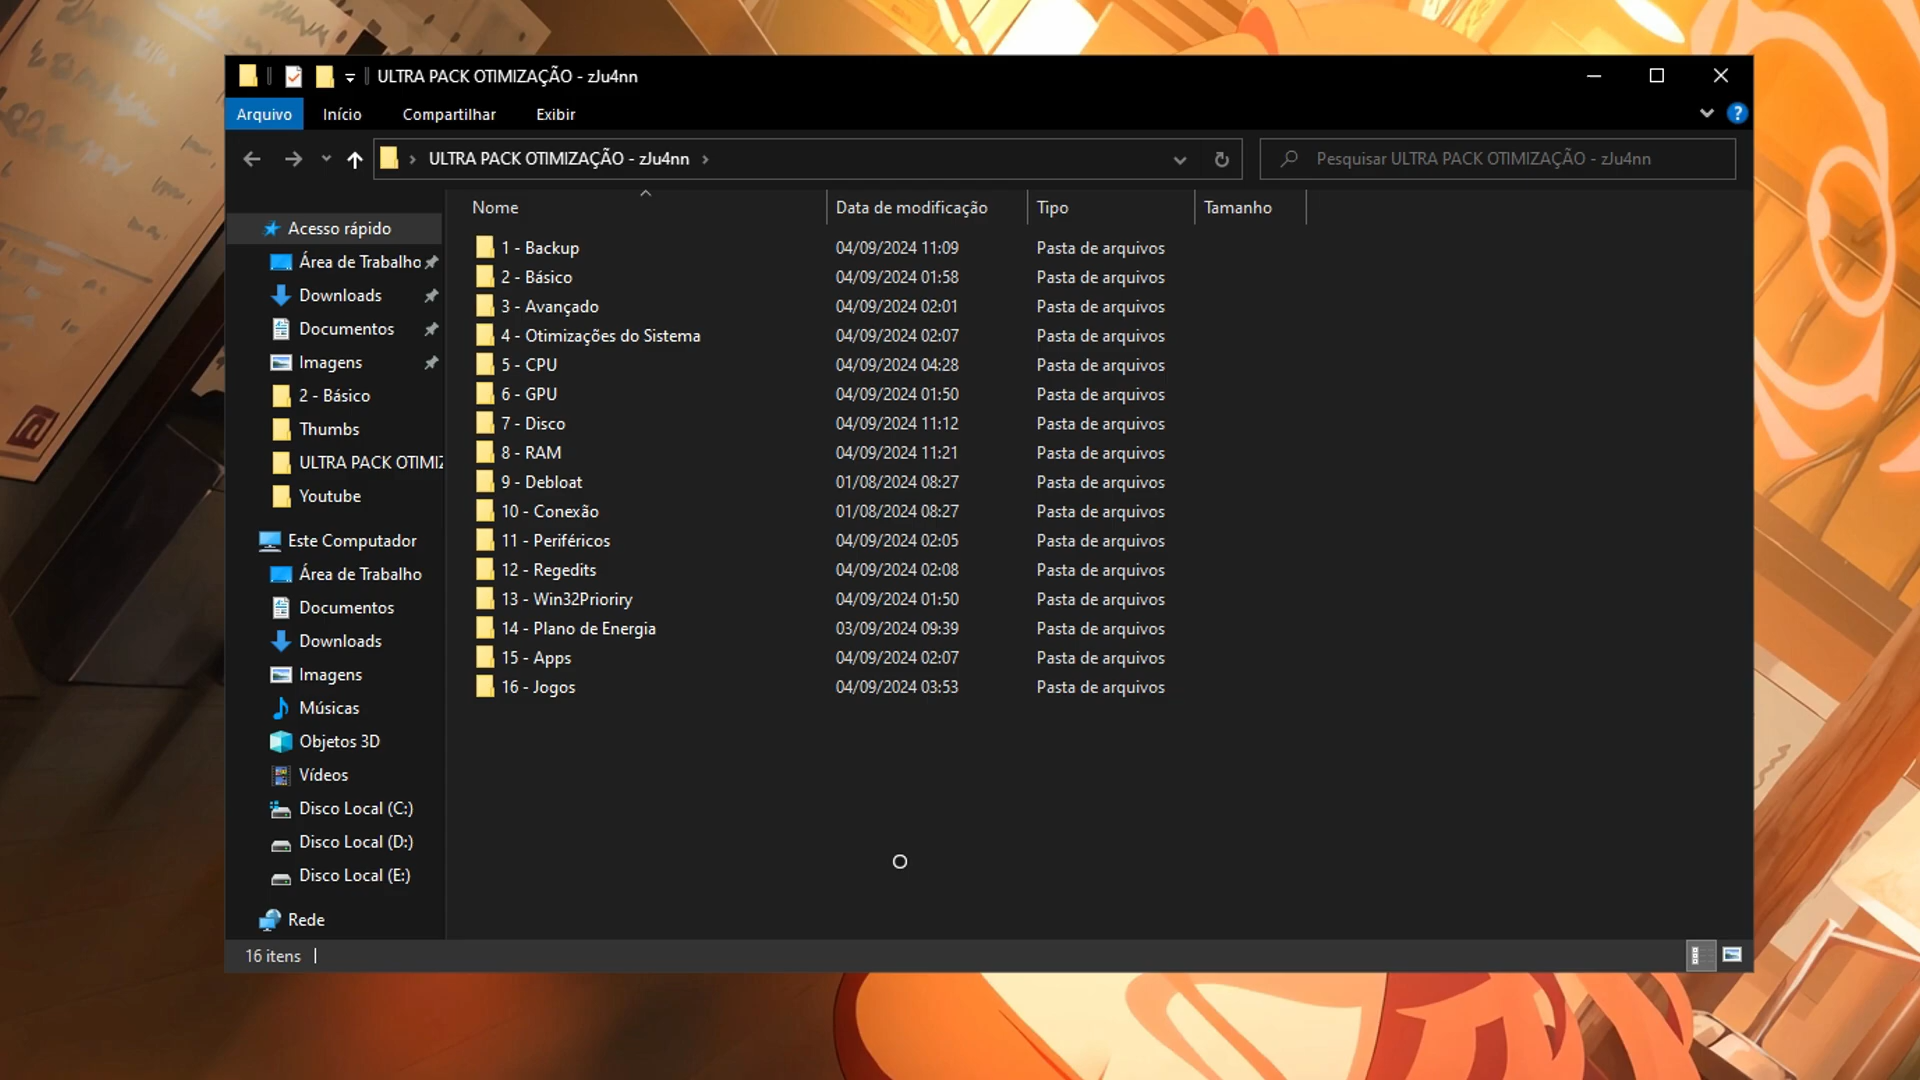 ULTRA PACK OTIMIZAÇÃO - zJu4nn
Arquivo Início Compartilhar Exibir
ULTRA PACK OTIMIZAÇÃO - zJu4nn
Pesquisar ULTRA PACK OTIMIZAÇÃO - zJu4nn
Acesso rápido
Área de Trabalho
Downloads
Documentos
Imagens
2 - Básico
Thumbs
ULTRA PACK OTIMIZ
Youtube
Este Computador
Área de Trabalho
Documentos
Downloads
Imagens
Músicas
Objetos 3D
Vídeos
Disco Local (C:)
Disco Local (D:)
Disco Local (E:)
Rede
Nome Data de modificação Tipo Tamanho
1 - Backup 04/09/2024 11:09 Pasta de arquivos
2 - Básico 04/09/2024 01:58 Pasta de arquivos
3 - Avançado 04/09/2024 02:01 Pasta de arquivos
4 - Otimizações do Sistema 04/09/2024 02:07 Pasta de arquivos
5 - CPU 04/09/2024 04:28 Pasta de arquivos
6 - GPU 04/09/2024 01:50 Pasta de arquivos
7 - Disco 04/09/2024 11:12 Pasta de arquivos
8 - RAM 04/09/2024 11:21 Pasta de arquivos
9 - Debloat 01/08/2024 08:27 Pasta de arquivos
10 - Conexão 01/08/2024 08:27 Pasta de arquivos
11 - Periféricos 04/09/2024 02:05 Pasta de arquivos
12 - Regedits 04/09/2024 02:08 Pasta de arquivos
13 - Win32Prioriry 04/09/2024 01:50 Pasta de arquivos
14 - Plano de Energia 03/09/2024 09:39 Pasta de arquivos
15 - Apps 04/09/2024 02:07 Pasta de arquivos
16 - Jogos 04/09/2024 03:53 Pasta de arquivos
16 itens